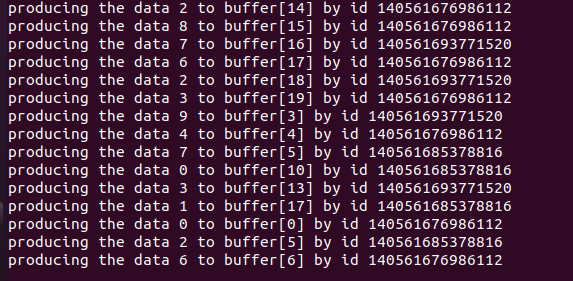 producing the data 2 to buffer[14] by id 140561676986112
producing the data 8 to buffer[15] by id 140561676986112
producing the data 7 to buffer[16] by id 140561693771520
producing the data 6 to buffer[17] by id 140561676986112
producing the data 2 to buffer[18] by id 140561693771520
producing the data 3 to buffer[19] by id 140561676986112
producing the data 9 to buffer[3] by id 140561693771520
producing the data 4 to buffer[4] by id 140561676986112
producing the data 7 to buffer[5] by id 140561685378816
producing the data 0 to buffer[10] by id 140561685378816
producing the data 3 to buffer[13] by id 140561693771520
producing the data 1 to buffer[17] by id 140561685378816
producing the data 0 to buffer[0] by id 140561676986112
producing the data 2 to buffer[5] by id 140561685378816
producing the data 6 to buffer[6] by id 140561676986112